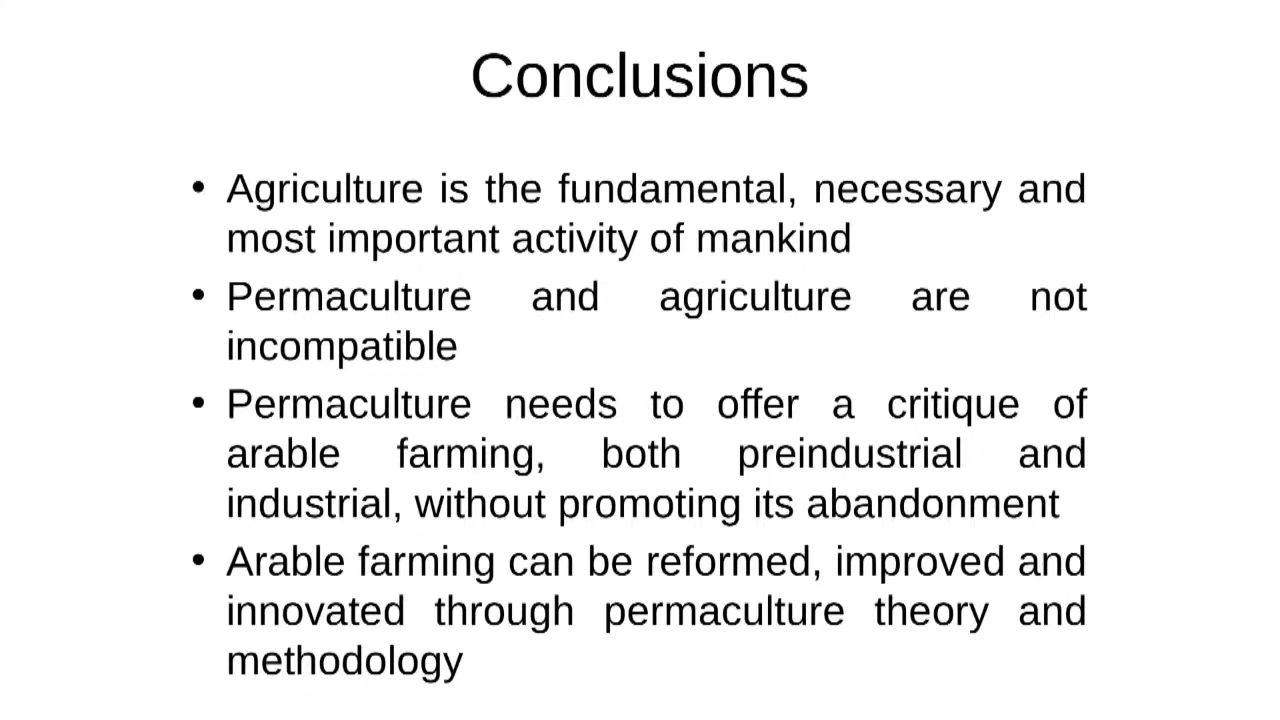 Conclusions
• Agriculture is the fundamental, necessary and
most important activity of mankind
• Permaculture and agriculture are not
incompatible
• Permaculture needs to offer a critique of
arable farming, both preindustrial and
industrial, without promoting its abandonment
• Arable farming can be reformed, improved and
innovated through permaculture theory and
methodology